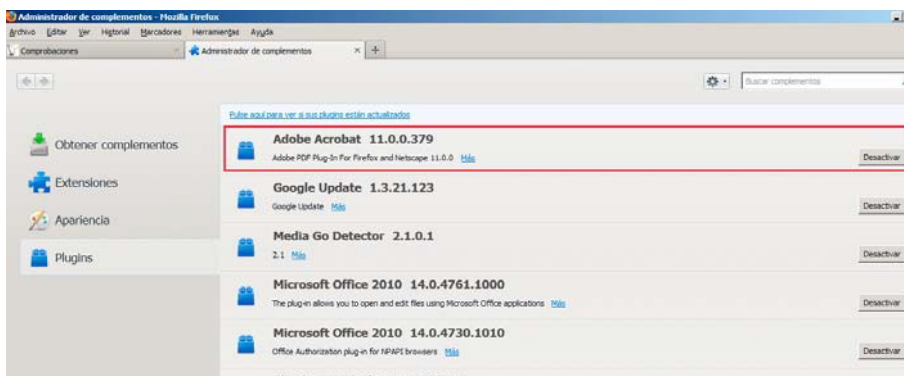 Administrador de complementos - Mozilla Firefox
Archivo Editar Ver Historial Marcadores Herramientas Ayuda
Comprobaciones Administrador de complementos × +
Buscar complementos
Pulse aquí para ver si sus plugins están actualizados
Obtener complementos
Extensiones
Apariencia
Plugins
Adobe Acrobat 11.0.0.379
Adobe PDF Plug-In For Firefox and Netscape 11.0.0 Más
Desactivar
Google Update 1.3.21.123
Google Update Más
Desactivar
Media Go Detector 2.1.0.1
2.1 Más
Desactivar
Microsoft Office 2010 14.0.4761.1000
The plug-in allows you to open and edit files using Microsoft Office applications Más
Desactivar
Microsoft Office 2010 14.0.4730.1010
Office Authorization plug-in for NPAPI browsers Más
Desactivar